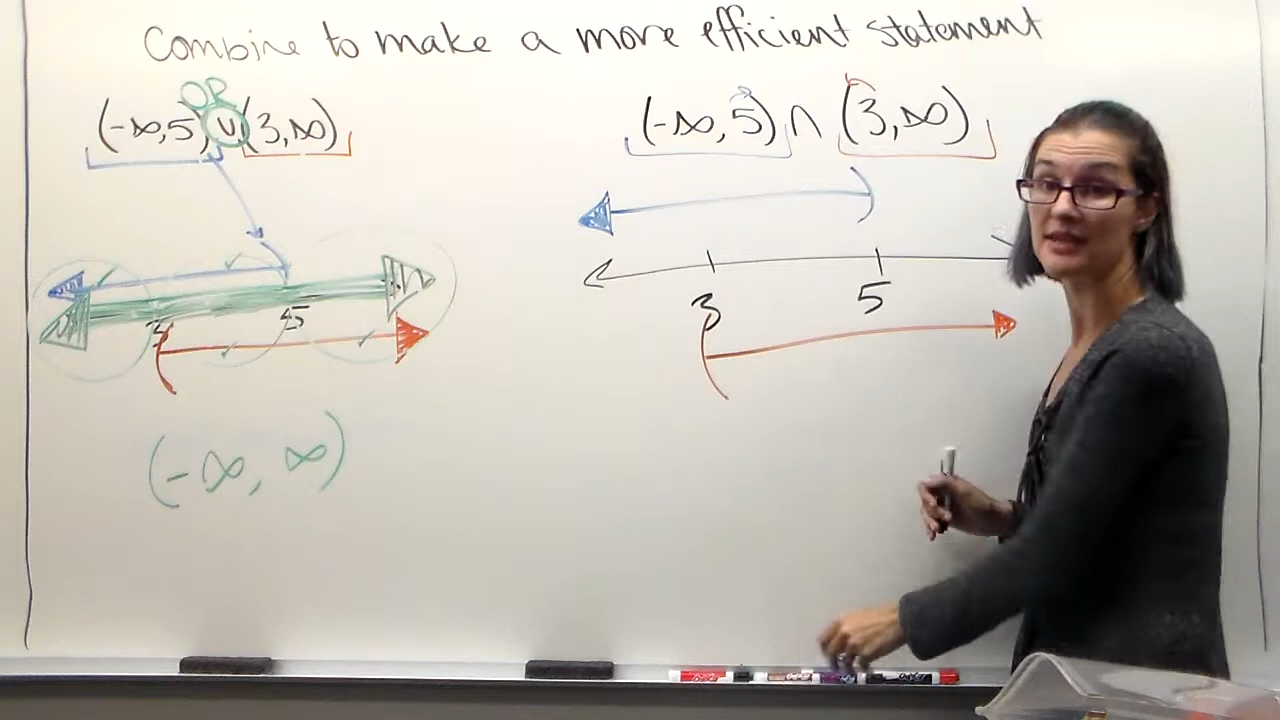 Combine to make a more efficient statement
OR
(-∞,5) ∪ (3,∞)
3 5
(-∞, ∞)
(-∞, 5) ∩ (3,∞)
3 5